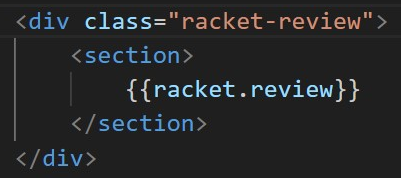 <div class="racket-review">
    <section>
        {{racket.review}}
    </section>
</div>